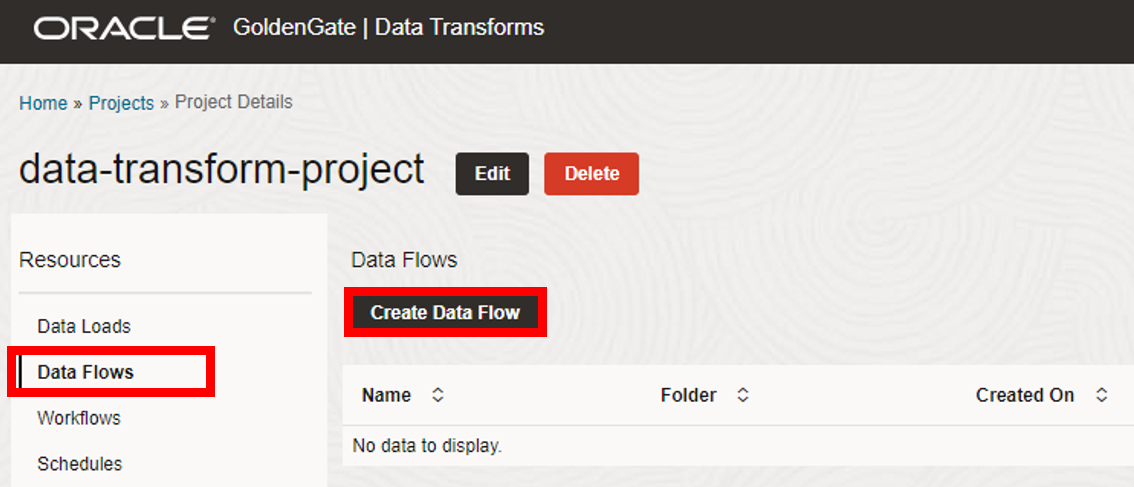 ORACLE® GoldenGate | Data Transforms
Home » Projects » Project Details
data-transform-project Edit Delete
Resources
Data Loads
Data Flows
Workflows
Schedules
Data Flows
Create Data Flow
Name Folder Created On
No data to display.